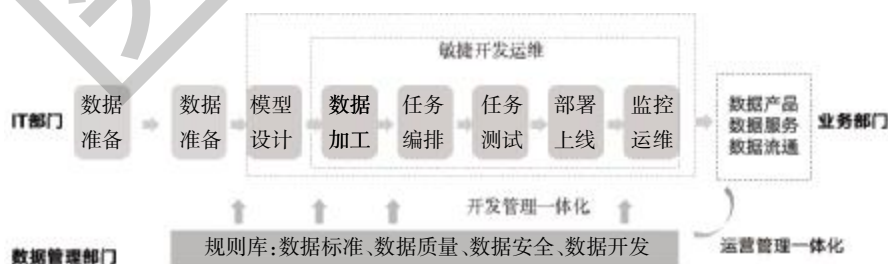 敏捷开发运维
IT部门
数据
准备
数据
准备
模型
设计
数据
加工
任务
编排
任务
测试
部署
上线
监控
运维
数据产品
数据服务
数据流通
业务部门
开发管理一体化
数据管理部门
规则库:数据标准、数据质量、数据安全、数据开发
运营管理一体化